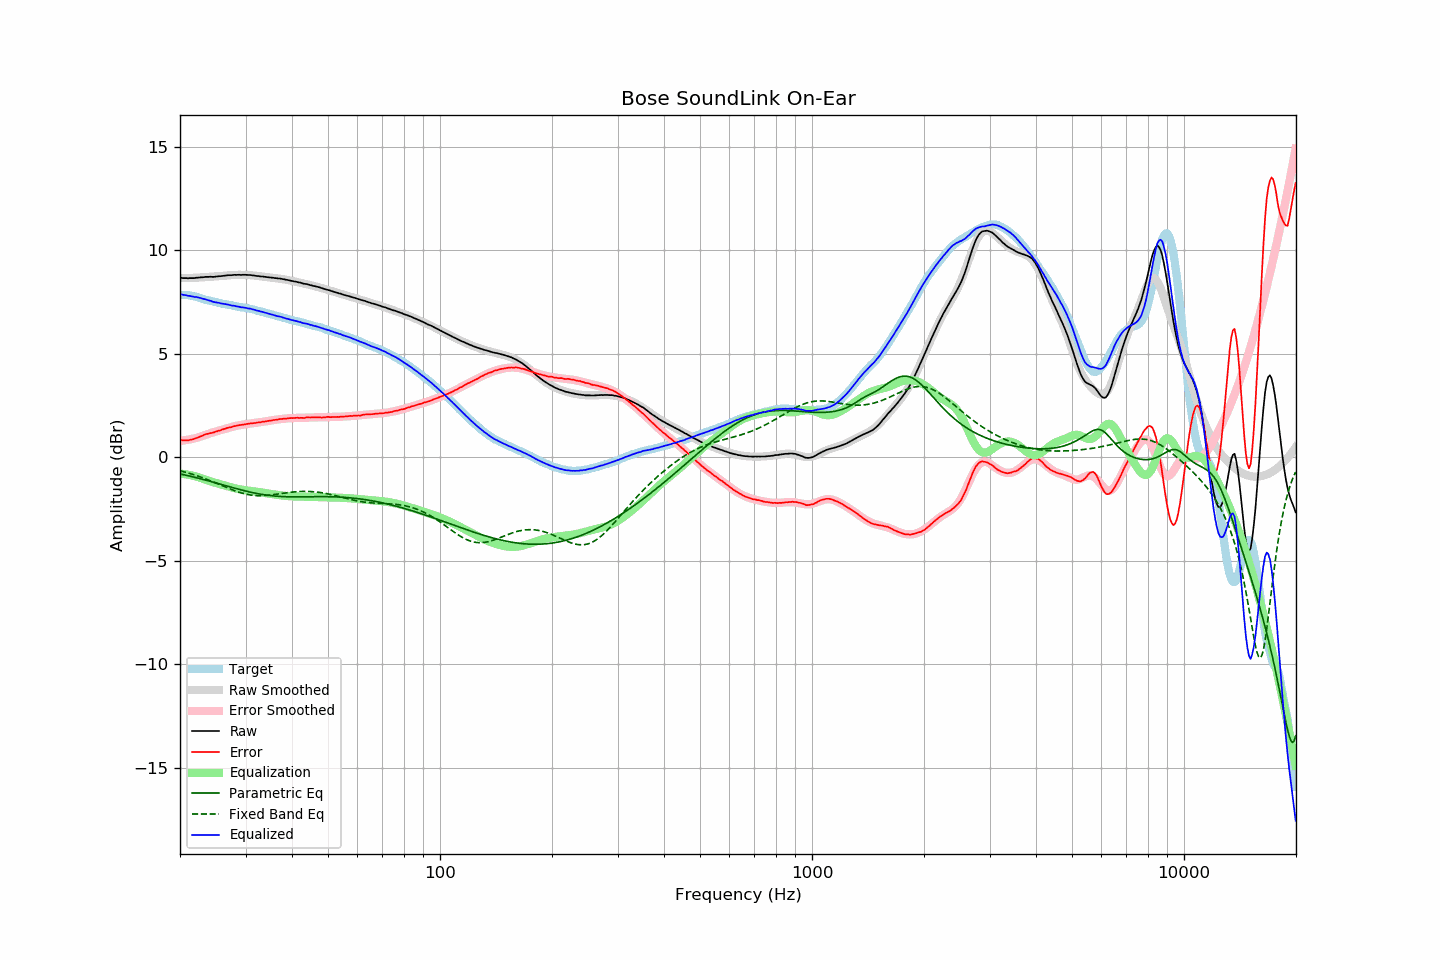 Bose SoundLink On-Ear
15
10
5
0
−5
−10
−15
Amplitude (dBr)
Target
Raw Smoothed
Error Smoothed
Raw
Error
Equalization
Parametric Eq
Fixed Band Eq
Equalized
100
1000
10000
Frequency (Hz)